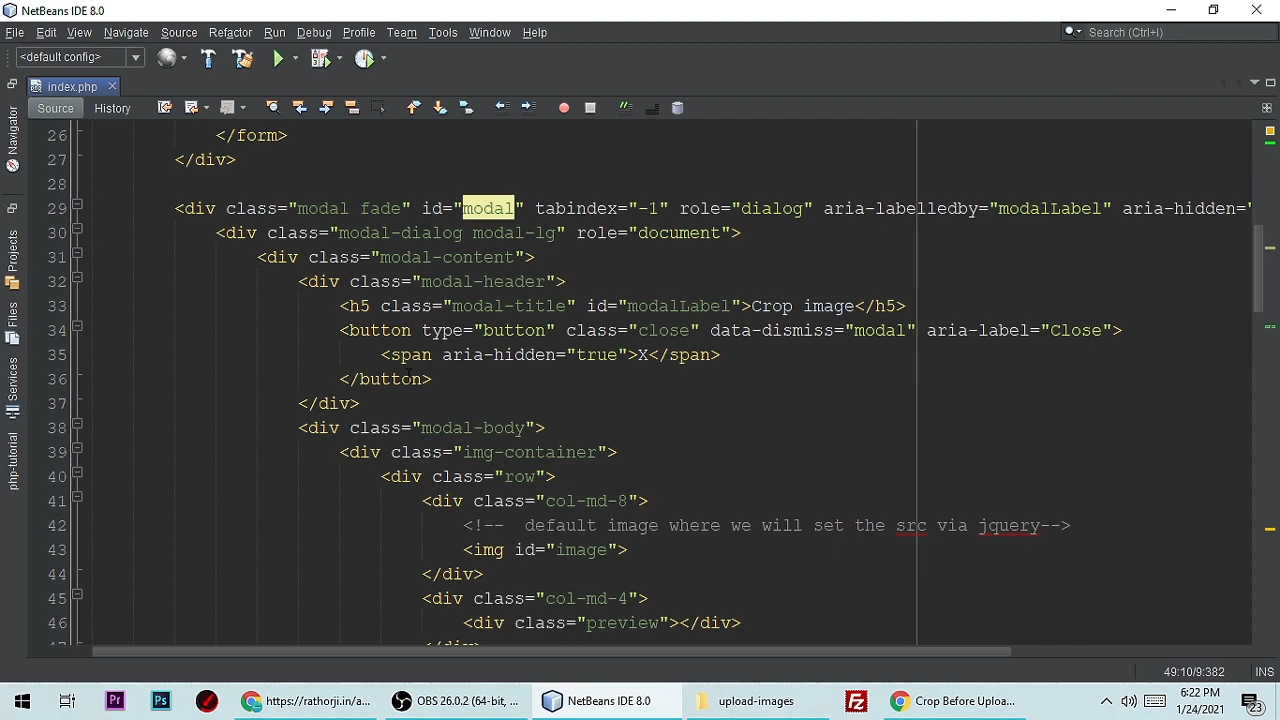 NetBeans IDE 8.0
File Edit View Navigate Source Refactor Run Debug Profile Team Tools Window Help
Search (Ctrl+I)
<default config>
index.php
Source History
Navigator
Projects
Files
Services
php-tutorial
26 </form>
27 </div>
28
29 <div class="modal fade" id="modal" tabindex="-1" role="dialog" aria-labelledby="modalLabel" aria-hidden="
30 <div class="modal-dialog modal-lg" role="document">
31 <div class="modal-content">
32 <div class="modal-header">
33 <h5 class="modal-title" id="modalLabel">Crop image</h5>
34 <button type="button" class="close" data-dismiss="modal" aria-label="Close">
35 <span aria-hidden="true">X</span>
36 </button>
37 </div>
38 <div class="modal-body">
39 <div class="img-container">
40 <div class="row">
41 <div class="col-md-8">
42 <!--  default image where we will set the src via jquery-->
43 <img id="image">
44 </div>
45 <div class="col-md-4">
46 <div class="preview"></div>
47 </div>
49:10/9:382 INS
Pr Ps https://rathorji.in/a... OBS 26.0.2 (64-bit, ... NetBeans IDE 8.0 upload-images Fz Crop Before Uploa...
6:22 PM
1/24/2021
23